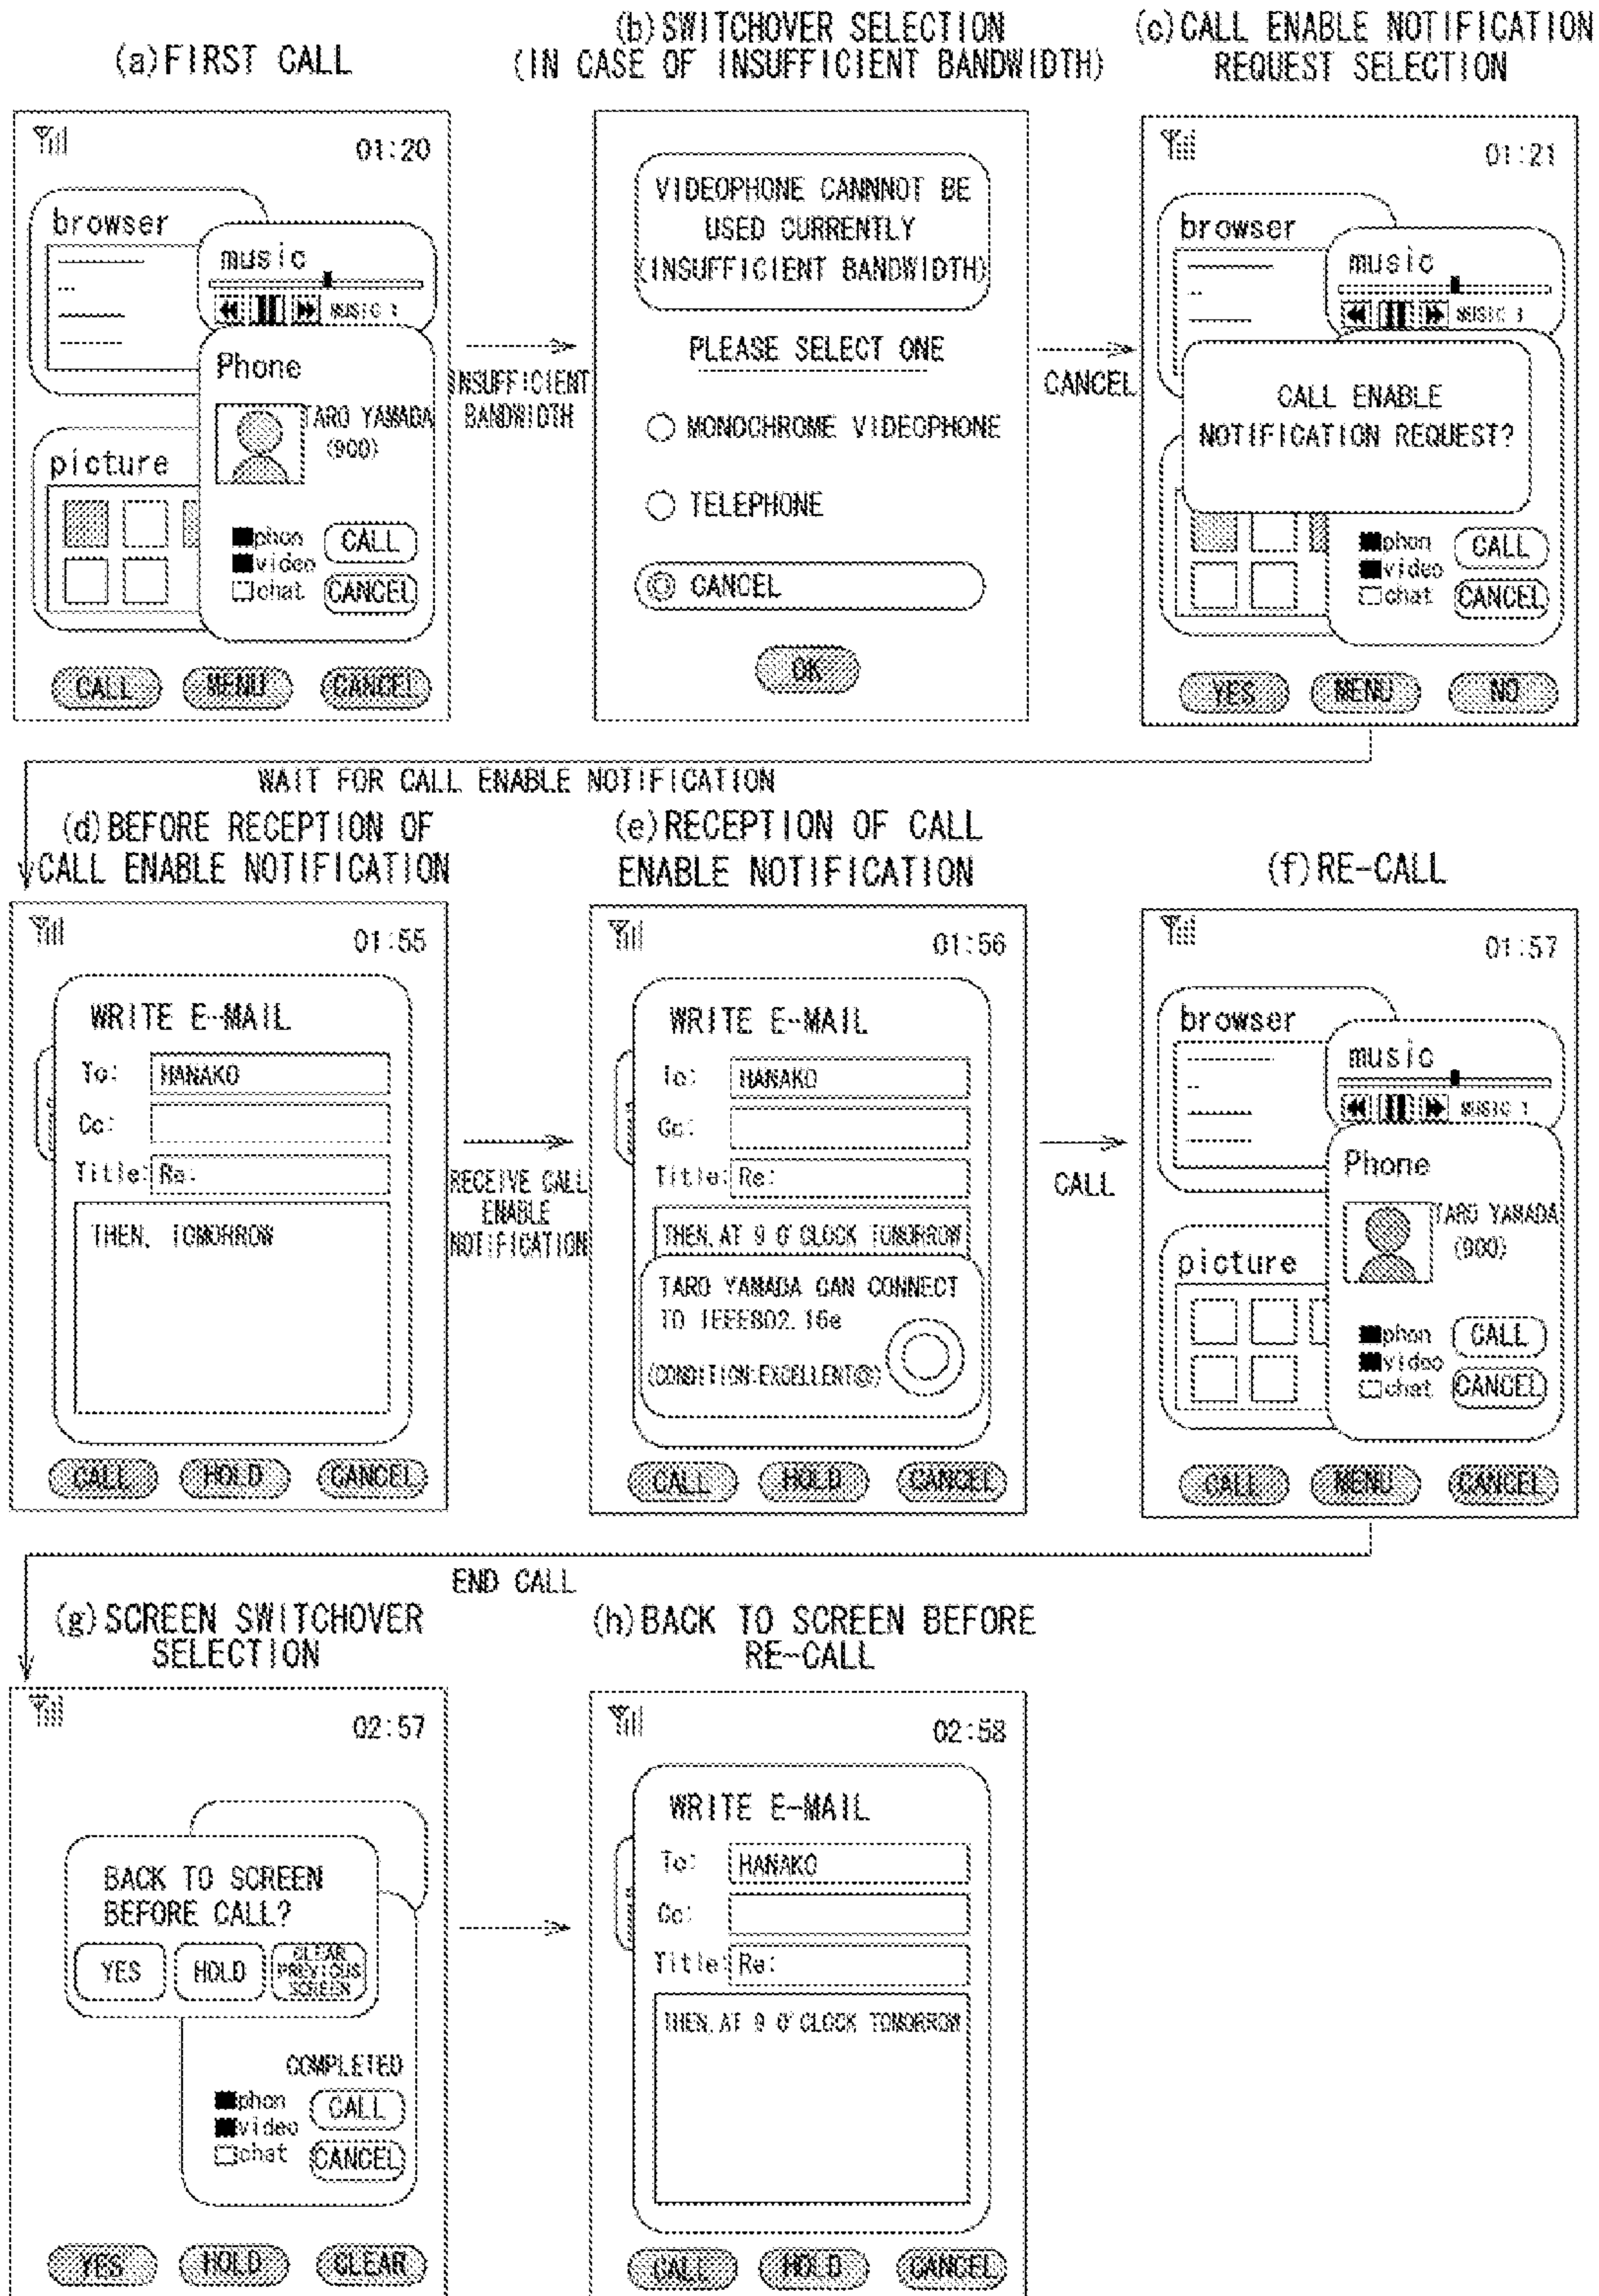 (a)FIRST CALL
(b)SWITCHOVER SELECTION
(IN CASE OF INSUFFICIENT BANDWIDTH)
(c)CALL ENABLE NOTIFICATION
REQUEST SELECTION
01:20
browser
music
MUSIC 1
Phone
TARO YAMADA
(900)
picture
phon
video
chat
CALL
CANCEL
CALL
MENU
CANCEL
INSUFFICIENT
BANDWIDTH
VIDEOPHONE CANNNOT BE
USED CURRENTLY
(INSUFFICIENT BANDWIDTH)
PLEASE SELECT ONE
MONOCHROME VIDEOPHONE
TELEPHONE
CANCEL
OK
CANCEL
01:21
browser
music
MUSIC 1
CALL ENABLE
NOTIFICATION REQUEST?
phon
video
chat
CALL
CANCEL
YES
MENU
NO
WAIT FOR CALL ENABLE NOTIFICATION
(d)BEFORE RECEPTION OF
CALL ENABLE NOTIFICATION
(e)RECEPTION OF CALL
ENABLE NOTIFICATION
(f)RE-CALL
01:55
WRITE E-MAIL
To: HANAKO
Cc:
Title: Re:
THEN, TOMORROW
CALL
HOLD
CANCEL
RECEIVE CALL
ENABLE
NOTIFICATION
01:56
WRITE E-MAIL
To: HANAKO
Cc:
Title: Re:
THEN, AT 9 O'CLOCK TOMORROW
TARO YAMADA CAN CONNECT
TO IEEE802.16e
(CONDITION:EXCELLENT◎)
CALL
HOLD
CANCEL
CALL
01:57
browser
music
MUSIC 1
Phone
TARO YAMADA
(900)
picture
phon
video
chat
CALL
CANCEL
CALL
MENU
CANCEL
END CALL
(g)SCREEN SWITCHOVER
SELECTION
(h)BACK TO SCREEN BEFORE
RE-CALL
02:57
BACK TO SCREEN
BEFORE CALL?
YES
HOLD
CLEAR
PREVIOUS
SCREEN
COMPLETED
phon
video
chat
CALL
CANCEL
YES
HOLD
CLEAR
02:58
WRITE E-MAIL
To: HANAKO
Cc:
Title: Re:
THEN, AT 9 O'CLOCK TOMORROW
CALL
HOLD
CANCEL